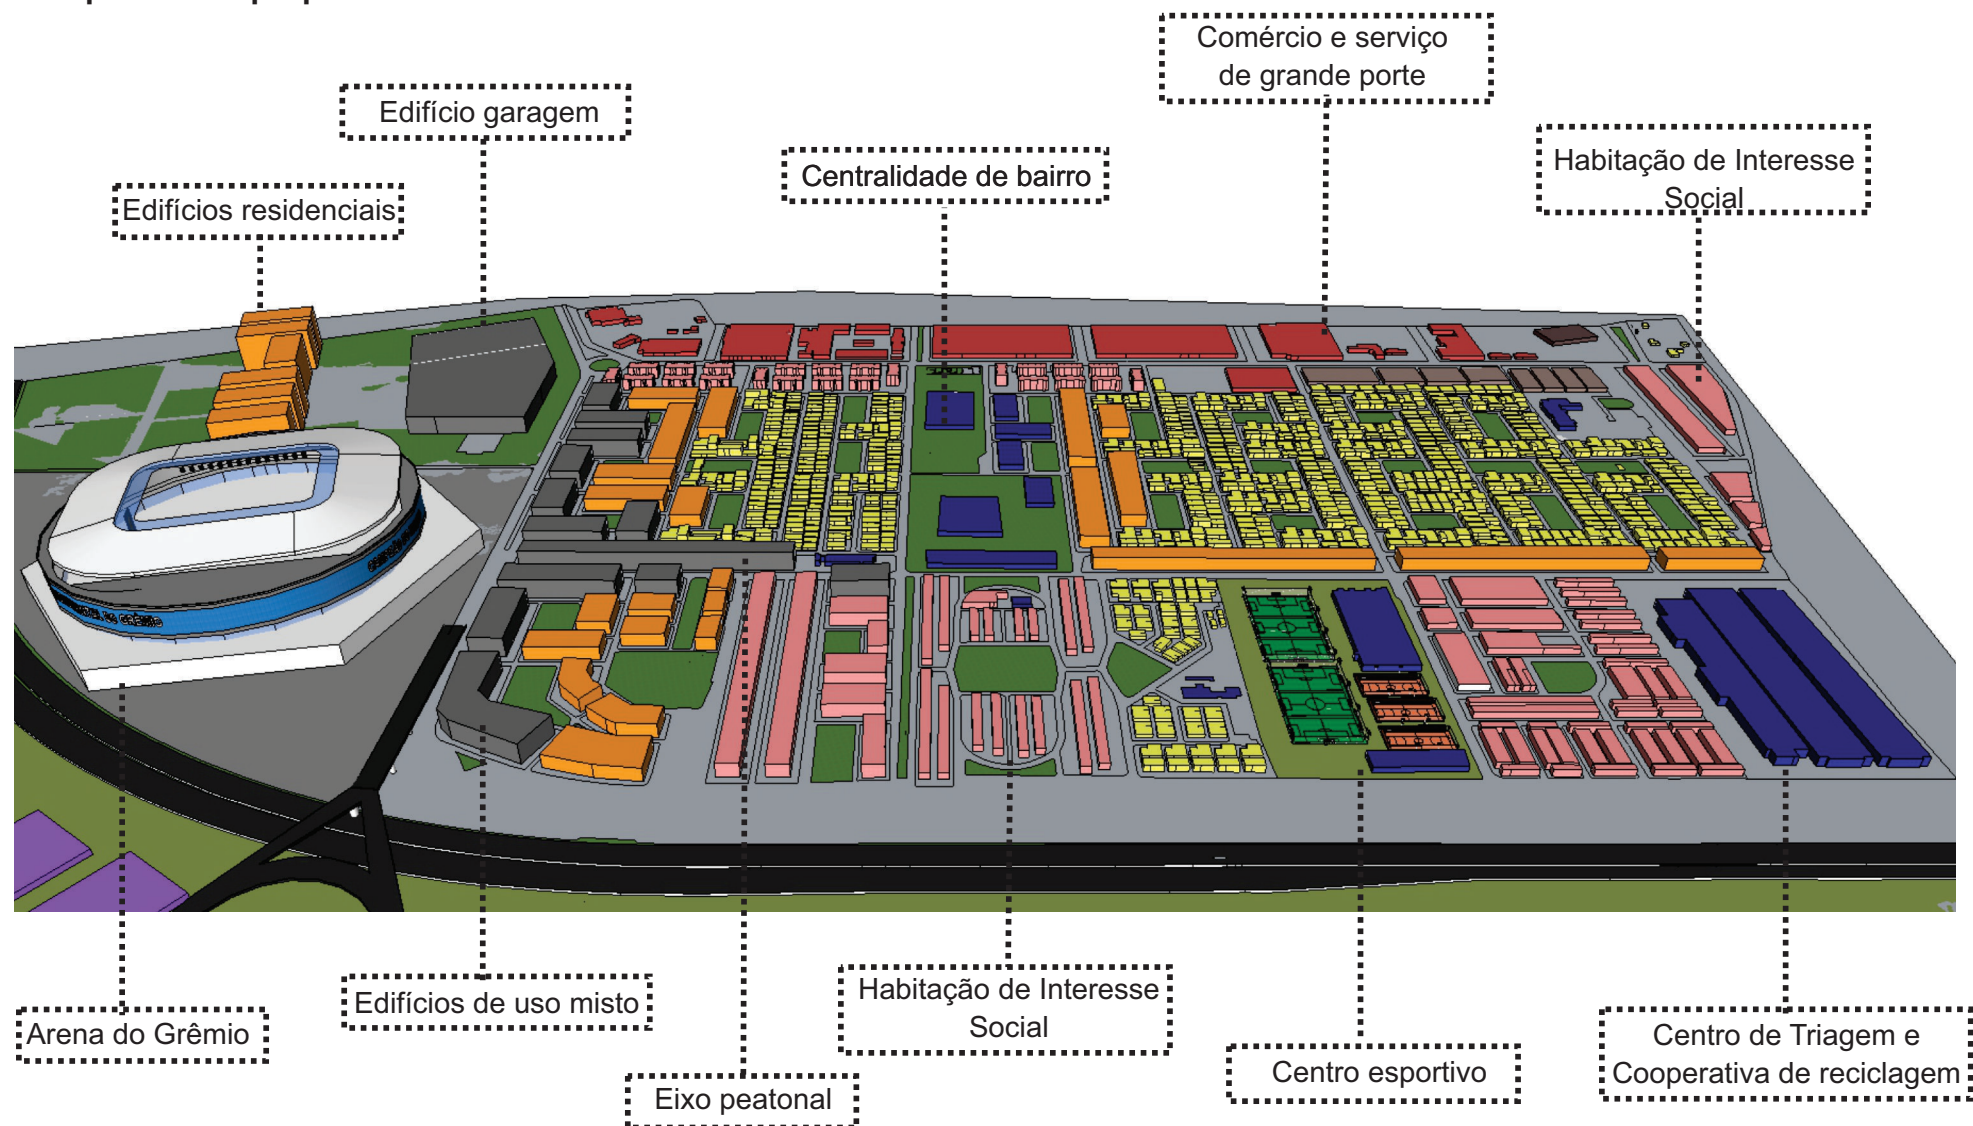 Comércio e serviço
de grande porte
Edifício garagem
Habitação de Interesse
Social
Centralidade de bairro
Edifícios residenciais
Edifícios de uso misto
Habitação de Interesse
Social
Arena do Grêmio
Centro de Triagem e
Cooperativa de reciclagem
Centro esportivo
Eixo peatonal